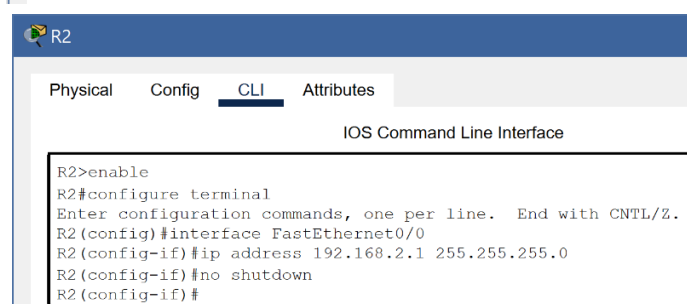 R2
Physical Config CLI Attributes
IOS Command Line Interface
R2>enable
R2#configure terminal
Enter configuration commands, one per line.  End with CNTL/Z.
R2(config)#interface FastEthernet0/0
R2(config-if)#ip address 192.168.2.1 255.255.255.0
R2(config-if)#no shutdown
R2(config-if)#